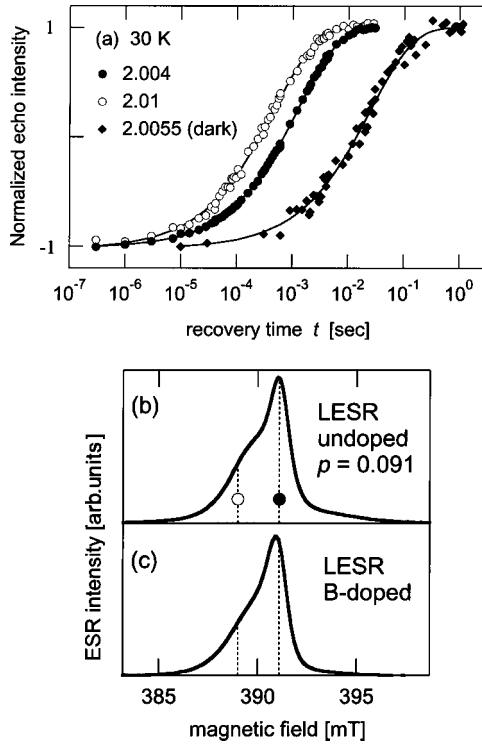 1
(a) 30 K
2.004
2.01
2.0055 (dark)
-1
Normalized echo intensity
10-7 10-6 10-5 10-4 10-3 10-2 10-1 100
recovery time t [sec]
(b)
LESR
undoped
p = 0.091
(c)
LESR
B-doped
ESR intensity [arb.units]
385 390 395
magnetic field [mT]